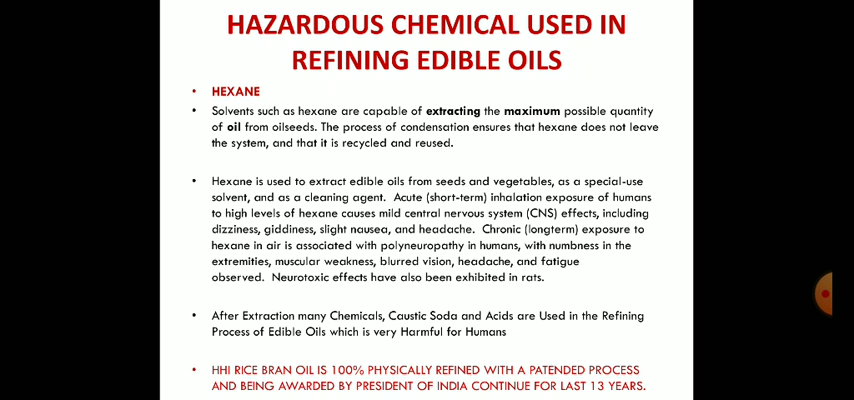 HAZARDOUS CHEMICAL USED IN
REFINING EDIBLE OILS
• HEXANE
• Solvents such as hexane are capable of extracting the maximum possible quantity
of oil from oilseeds. The process of condensation ensures that hexane does not leave
the system, and that it is recycled and reused.
• Hexane is used to extract edible oils from seeds and vegetables, as a special-use
solvent, and as a cleaning agent. Acute (short-term) inhalation exposure of humans
to high levels of hexane causes mild central nervous system (CNS) effects, including
dizziness, giddiness, slight nausea, and headache. Chronic (longterm) exposure to
hexane in air is associated with polyneuropathy in humans, with numbness in the
extremities, muscular weakness, blurred vision, headache, and fatigue
observed. Neurotoxic effects have also been exhibited in rats.
• After Extraction many Chemicals, Caustic Soda and Acids are Used in the Refining
Process of Edible Oils which is very Harmful for Humans
• HHI RICE BRAN OIL IS 100% PHYSICALLY REFINED WITH A PATENTED PROCESS
AND BEING AWARDED BY PRESIDENT OF INDIA CONTINUE FOR LAST 13 YEARS.